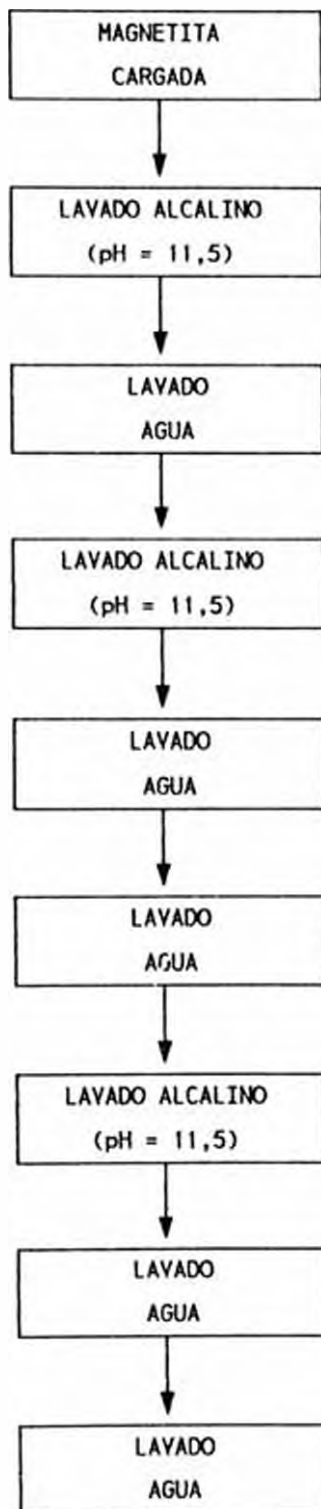 MAGNETITA
CARGADA
LAVADO ALCALINO
(pH = 11,5)
LAVADO
AGUA
LAVADO ALCALINO
(pH = 11,5)
LAVADO
AGUA
LAVADO
AGUA
LAVADO ALCALINO
(pH = 11,5)
LAVADO
AGUA
LAVADO
AGUA